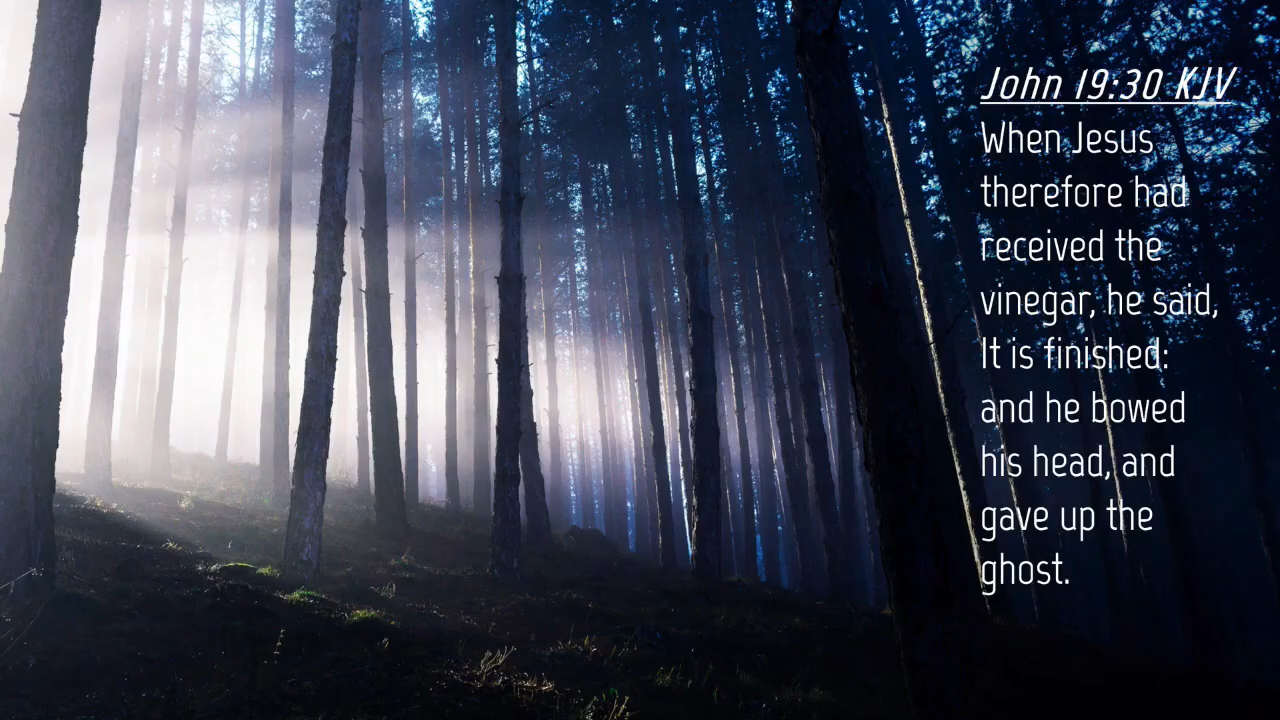 John 19:30 KJV
When Jesus
therefore had
received the
vinegar, he said,
It is finished:
and he bowed
his head, and
gave up the
ghost.